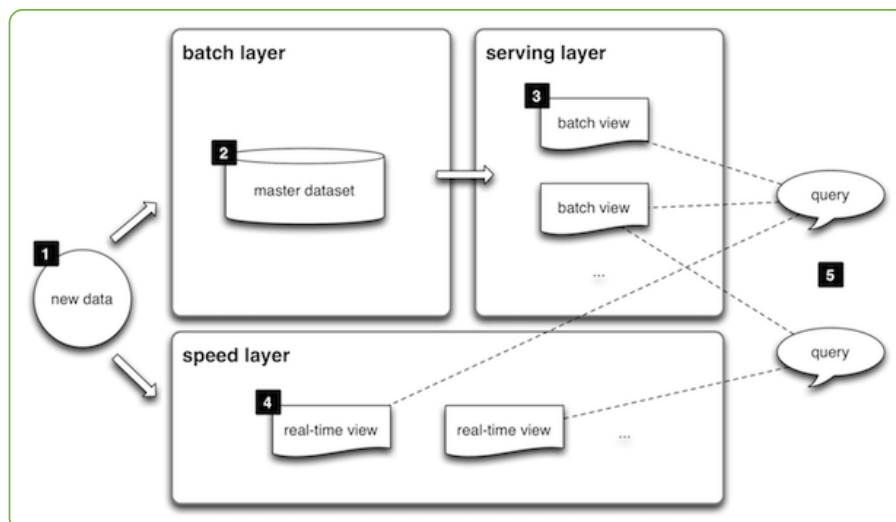 batch layer
serving layer
3
batch view
2
master dataset
query
batch view
1
new data
...
5
speed layer
query
4
real-time view
real-time view
...